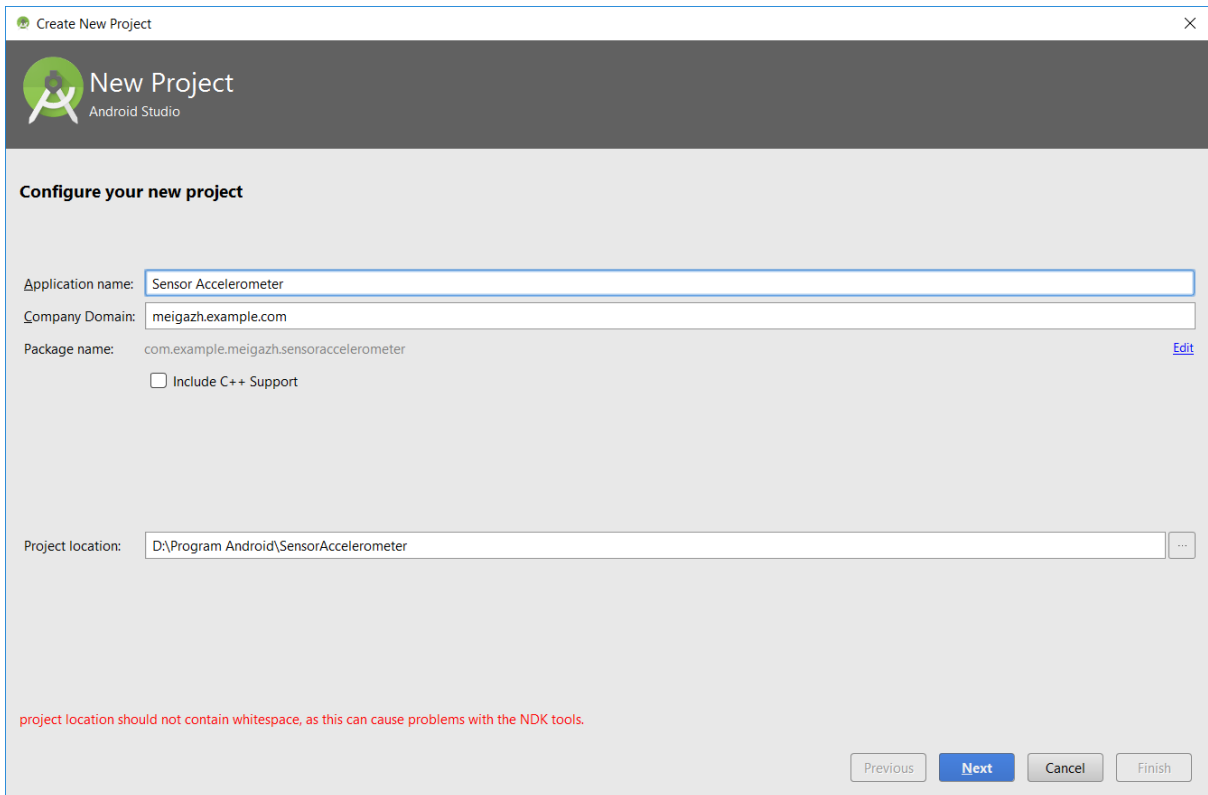 Create New Project
New Project
Android Studio
Configure your new project
Application name: Sensor Accelerometer
Company Domain: meigazh.example.com
Package name: com.example.meigazh.sensoraccelerometer Edit
Include C++ Support
Project location: D:\Program Android\SensorAccelerometer ...
project location should not contain whitespace, as this can cause problems with the NDK tools.
Previous Next Cancel Finish